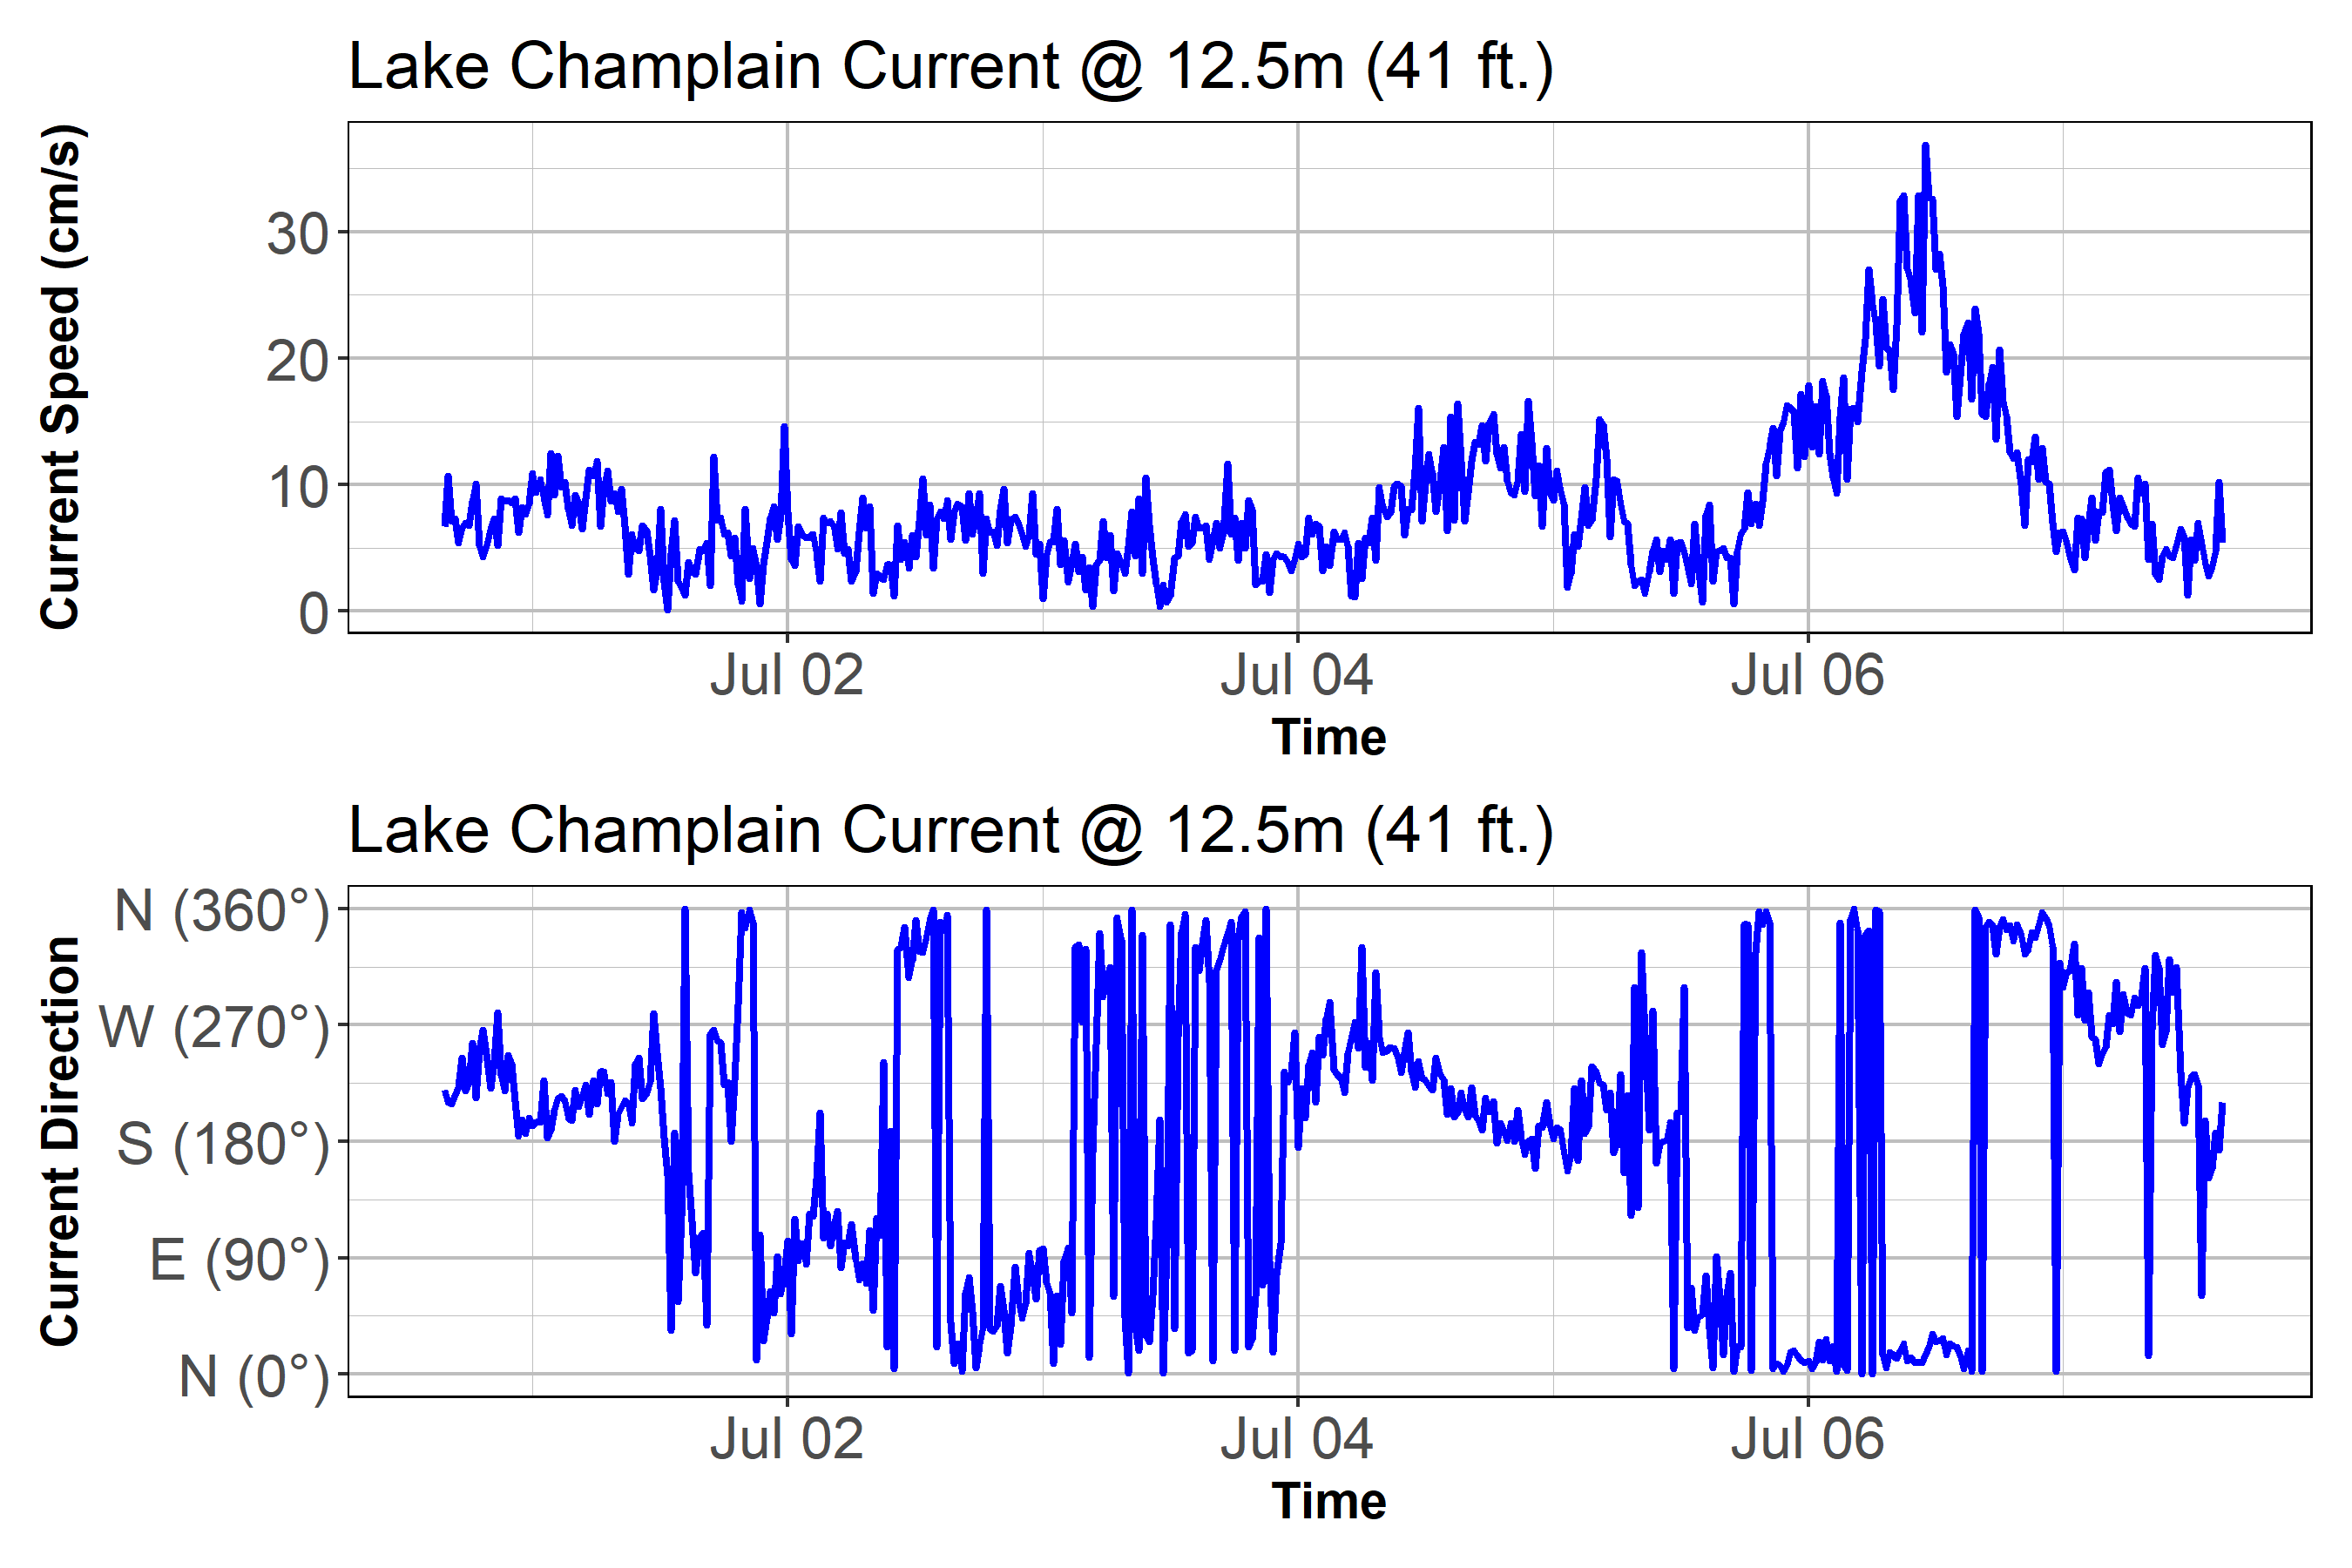 Lake Champlain Current @ 12.5m (41 ft.)
Current Speed (cm/s)
30
20
10
0
Jul 02
Jul 04
Jul 06
Time
Lake Champlain Current @ 12.5m (41 ft.)
Current Direction
N (360°)
W (270°)
S (180°)
E (90°)
N (0°)
Jul 02
Jul 04
Jul 06
Time